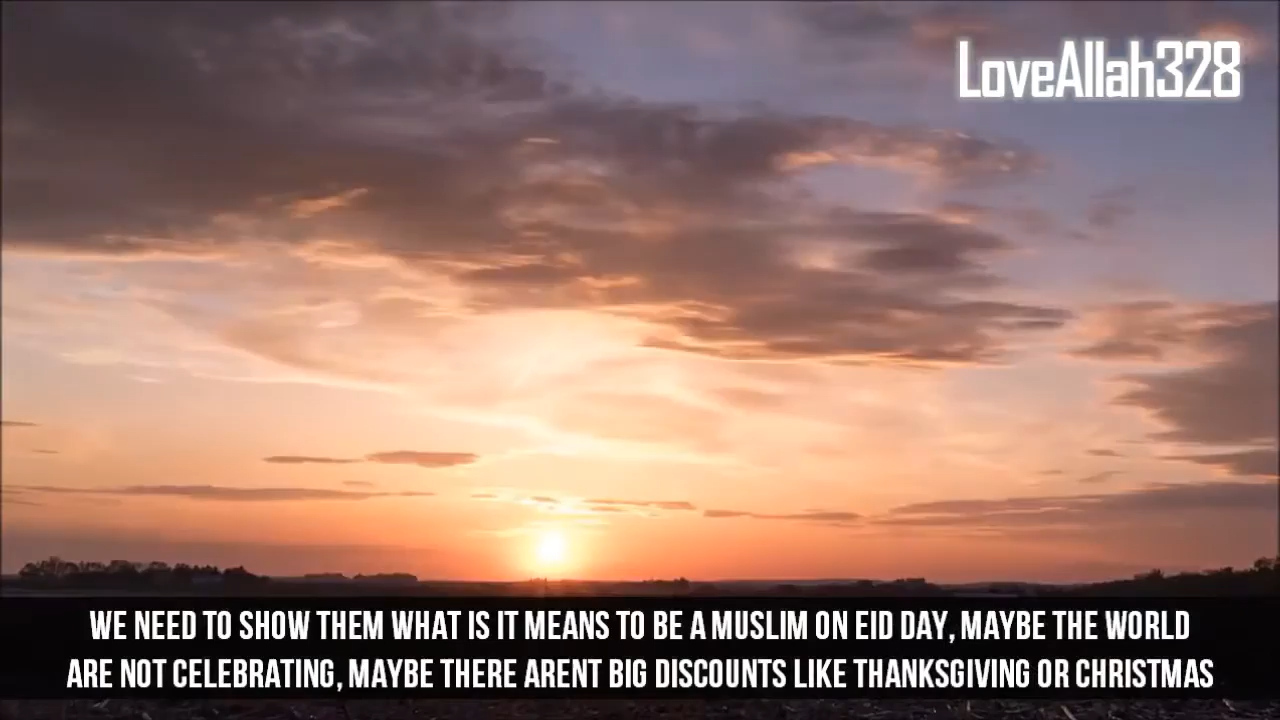 LoveAllah328
WE NEED TO SHOW THEM WHAT IS IT MEANS TO BE A MUSLIM ON EID DAY, MAYBE THE WORLD
ARE NOT CELEBRATING, MAYBE THERE ARENT BIG DISCOUNTS LIKE THANKSGIVING OR CHRISTMAS